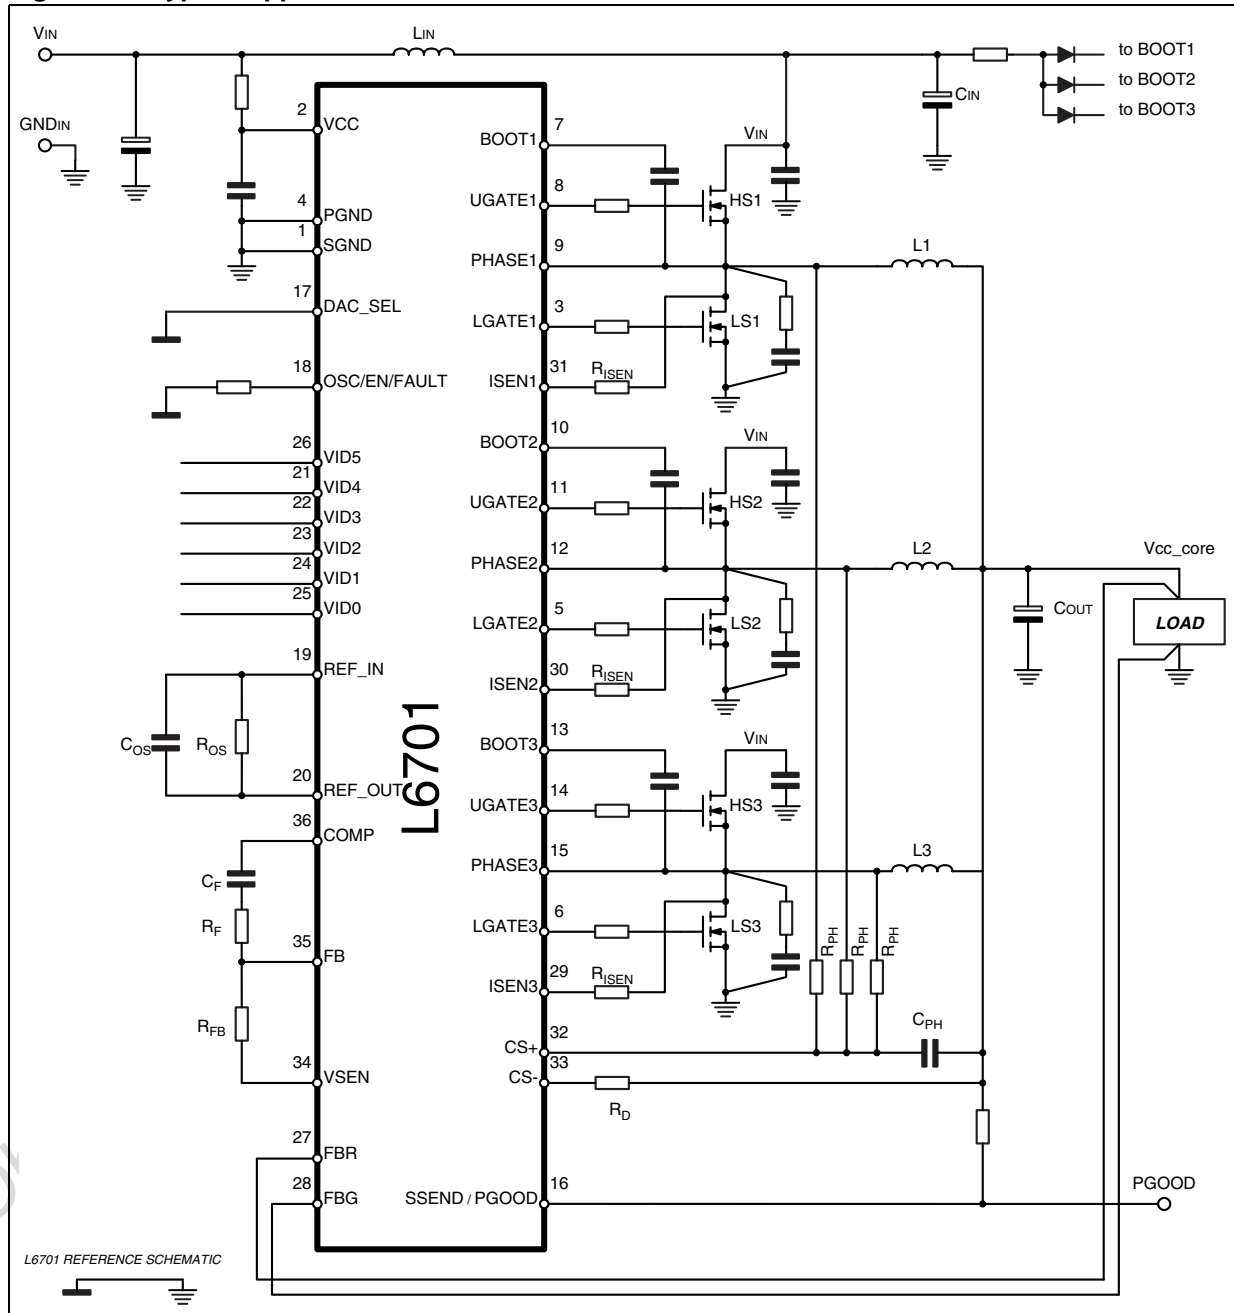 VIN
LIN
to BOOT1
to BOOT2
to BOOT3
GNDIN
CIN
2
VCC
4
PGND
1
SGND
17
DAC_SEL
18
OSC/EN/FAULT
26
VID5
21
VID4
22
VID3
23
VID2
24
VID1
25
VID0
19
REF_IN
COS
ROS
20
REF_OUT
36
COMP
CF
RF
35
FB
RFB
34
VSEN
27
FBR
28
FBG
L6701
7
BOOT1
VIN
8
UGATE1
HS1
9
PHASE1
L1
3
LGATE1
LS1
31
ISEN1
RISEN
10
BOOT2
VIN
11
UGATE2
HS2
12
PHASE2
L2
Vcc_core
5
LGATE2
LS2
COUT
LOAD
30
ISEN2
RISEN
13
BOOT3
VIN
14
UGATE3
HS3
15
PHASE3
L3
6
LGATE3
LS3
RPH
RPH
RPH
29
ISEN3
RISEN
32
CS+
CPH
33
CS-
RD
16
SSEND / PGOOD
PGOOD
L6701 REFERENCE SCHEMATIC